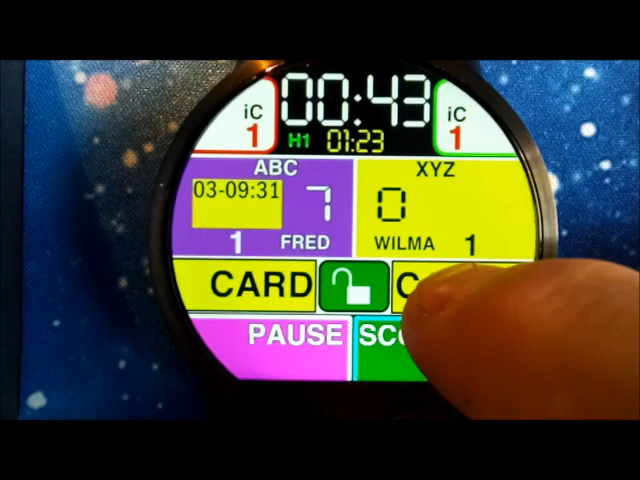 00:43
iC
1
iC
1
H1 01:23
ABC
XYZ
03-09:31
7
0
1
FRED
WILMA
1
CARD
PAUSE